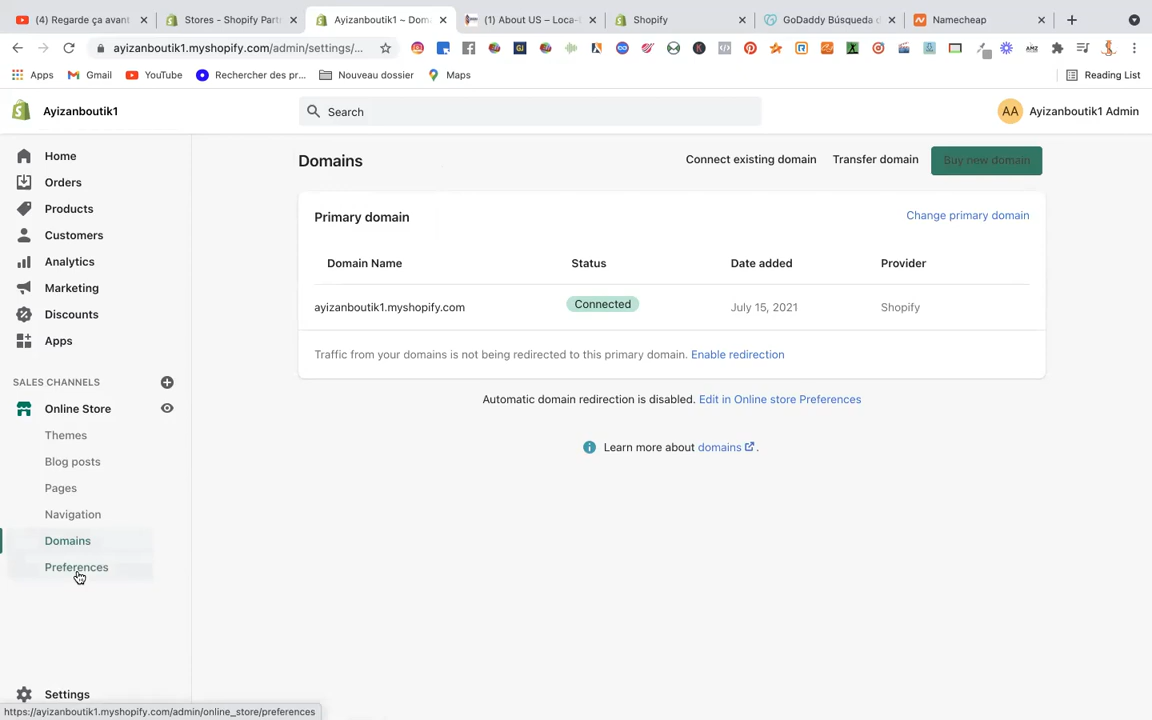 (4) Regarde ça avant
Stores - Shopify Part
Ayizanboutik1 ~ Dom
(1) About US – Loca-
Shopify
GoDaddy Búsqueda d
Namecheap
ayizanboutik1.myshopify.com/admin/settings/...
Apps
Gmail
YouTube
Rechercher des pr...
Nouveau dossier
Maps
Reading List
Ayizanboutik1
Search
AA
Ayizanboutik1 Admin
Home
Orders
Products
Customers
Analytics
Marketing
Discounts
Apps
SALES CHANNELS
Online Store
Themes
Blog posts
Pages
Navigation
Domains
Preferences
Settings
Domains
Connect existing domain
Transfer domain
Buy new domain
Primary domain
Change primary domain
Domain Name Status Date added Provider
ayizanboutik1.myshopify.com Connected July 15, 2021 Shopify
Traffic from your domains is not being redirected to this primary domain. Enable redirection
Automatic domain redirection is disabled. Edit in Online store Preferences
Learn more about domains .
https://ayizanboutik1.myshopify.com/admin/online_store/preferences